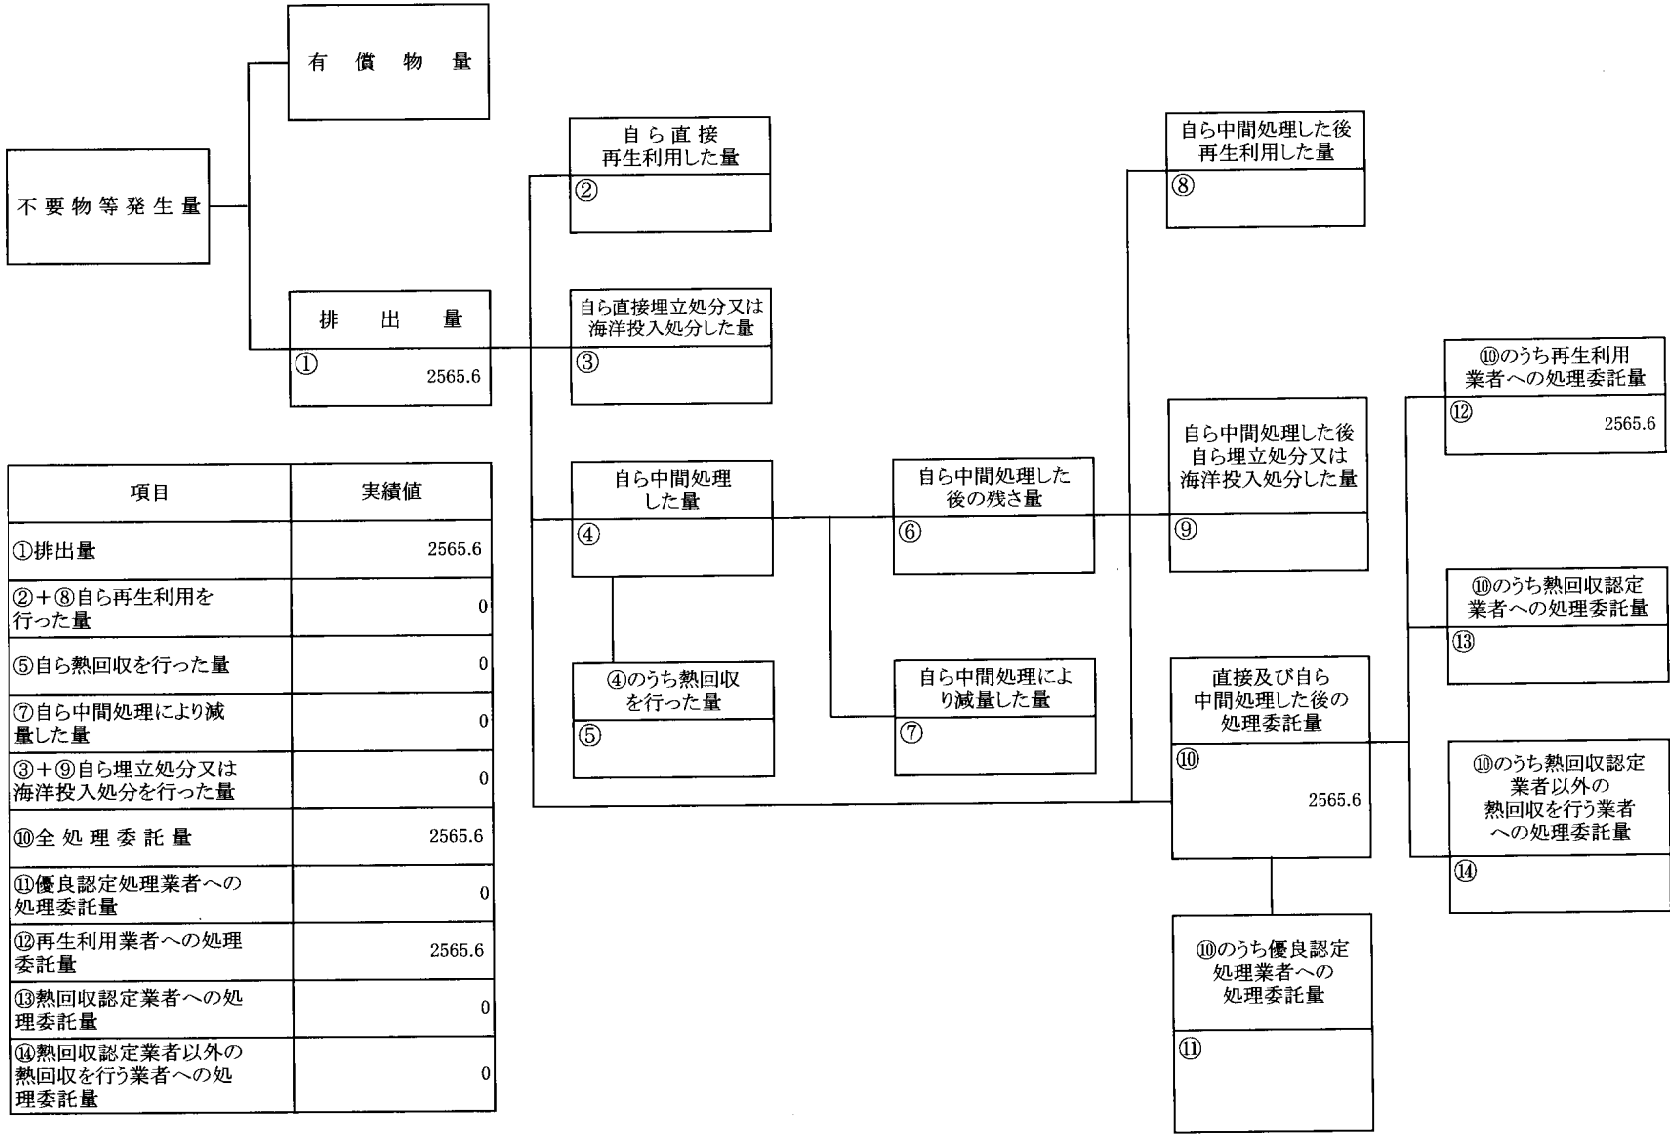 有償物量
不要物等発生量
排出量
①
2565.6
自ら直接
再生利用した量
②
自ら直接埋立処分又は
海洋投入処分した量
③
自ら中間処理
した量
④
④のうち熱回収
を行った量
⑤
自ら中間処理した
後の残さ量
⑥
自ら中間処理によ
り減量した量
⑦
自ら中間処理した後
再生利用した量
⑧
自ら中間処理した後
自ら埋立処分又は
海洋投入処分した量
⑨
直接及び自ら
中間処理した後の
処理委託量
⑩
2565.6
⑩のうち優良認定
処理業者への
処理委託量
⑪
⑩のうち再生利用
業者への処理委託量
⑫
2565.6
⑩のうち熱回収認定
業者への処理委託量
⑬
⑩のうち熱回収認定
業者以外の
熱回収を行う業者
への処理委託量
⑭
項目 実績値
①排出量 2565.6
②+⑧自ら再生利用を
行った量 0
⑤自ら熱回収を行った量 0
⑦自ら中間処理により減
量した量 0
③+⑨自ら埋立処分又は
海洋投入処分を行った量 0
⑩全処理委託量 2565.6
⑪優良認定処理業者への
処理委託量 0
⑫再生利用業者への処理
委託量 2565.6
⑬熱回収認定業者への処
理委託量 0
⑭熱回収認定業者以外の
熱回収を行う業者への処
理委託量 0